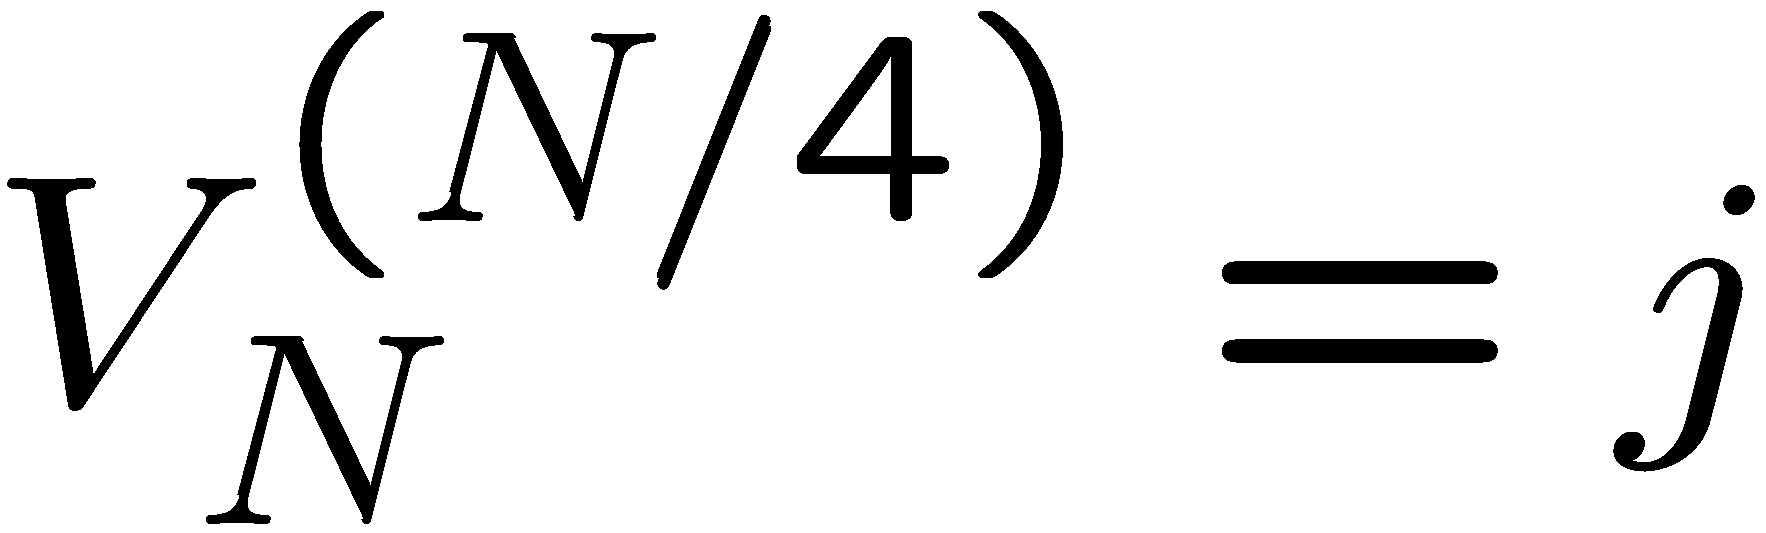 V_N^{(N/4)} = j